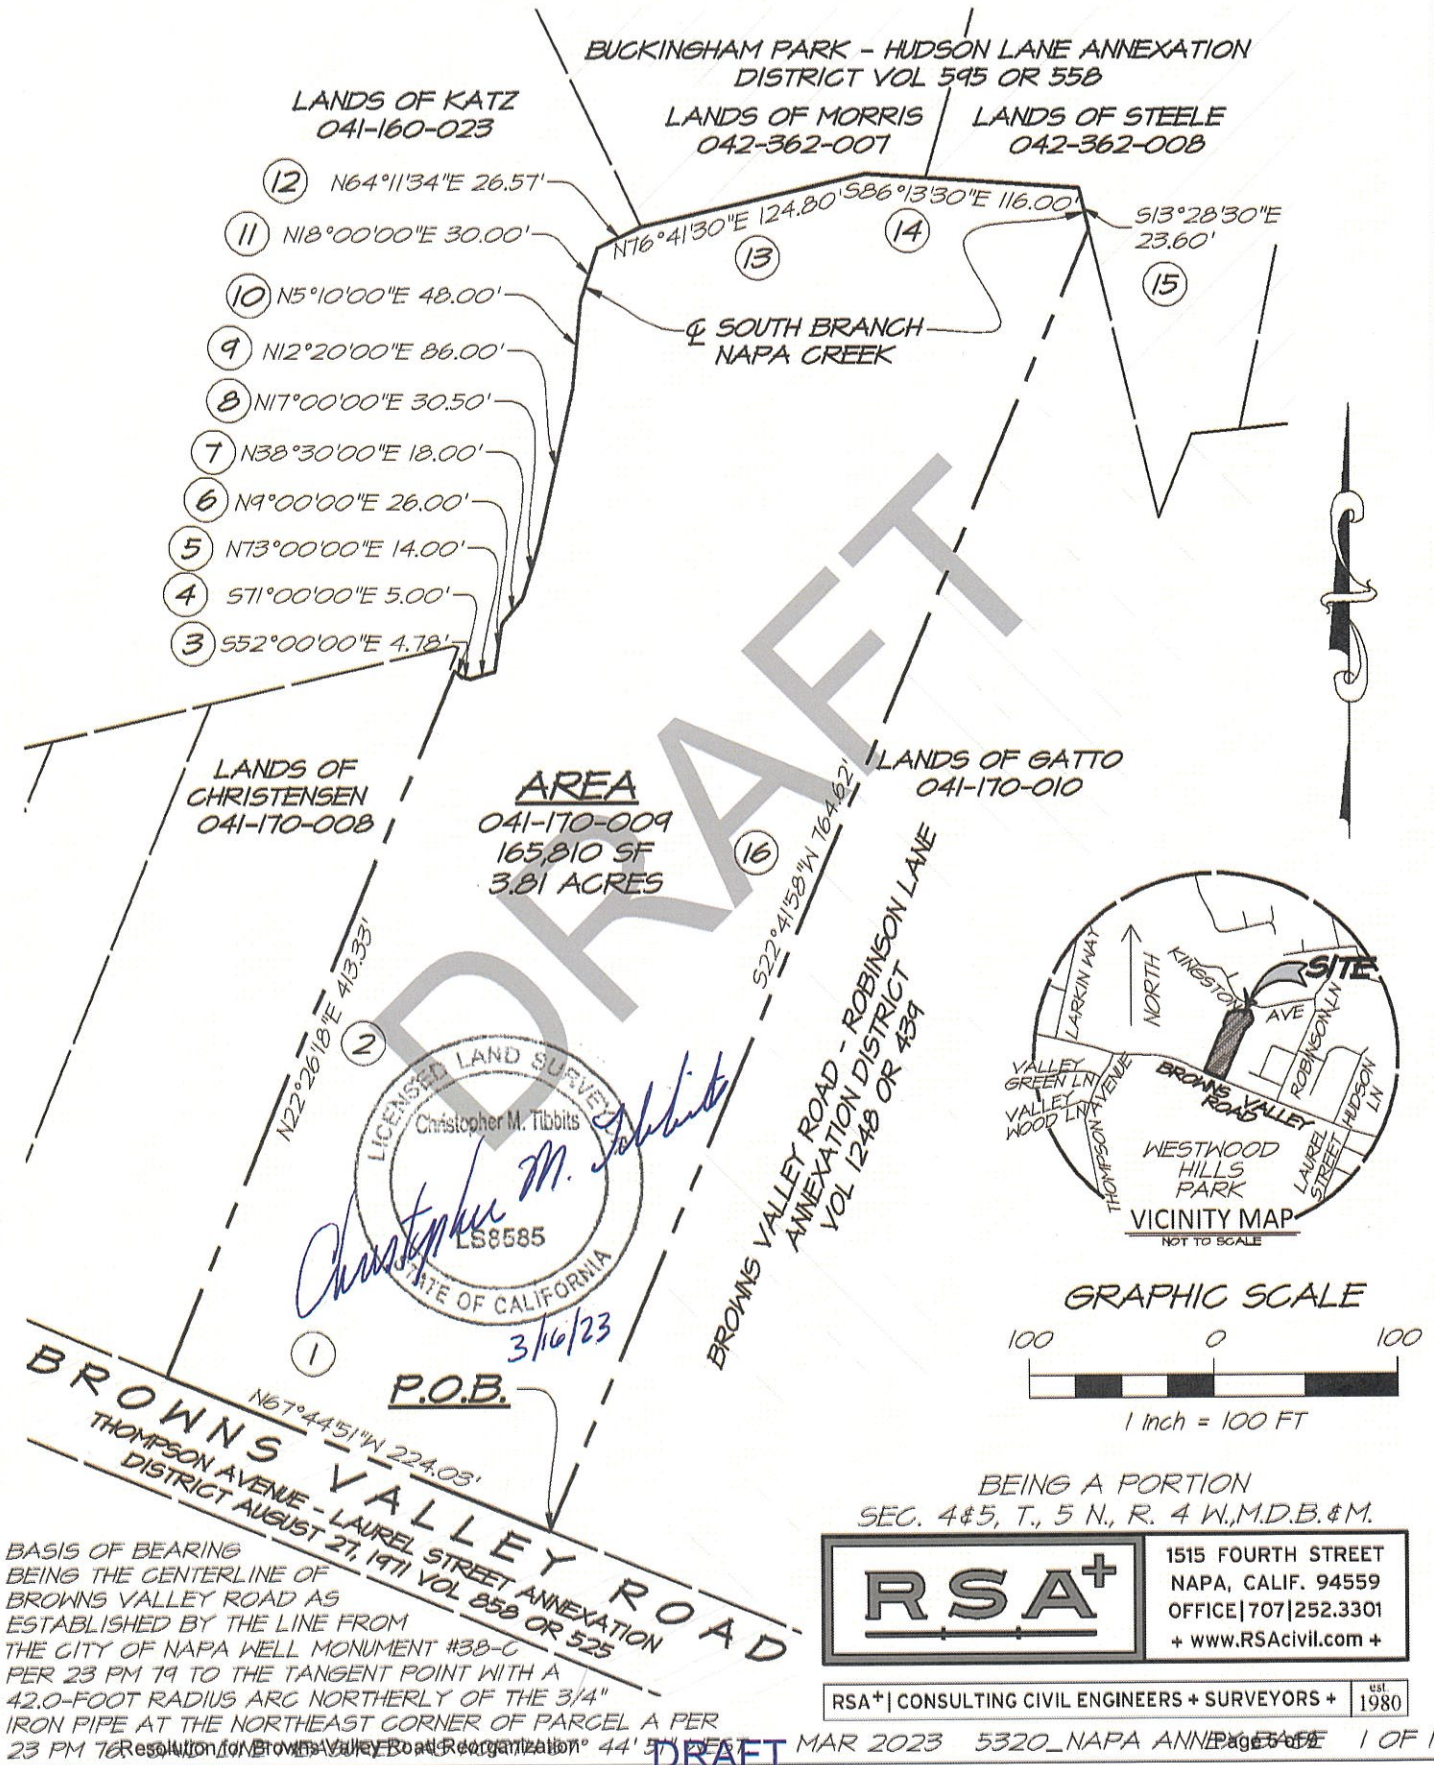 BUCKINGHAM PARK - HUDSON LANE ANNEXATION
DISTRICT VOL 595 OR 558
LANDS OF KATZ
041-160-023
LANDS OF MORRIS
042-362-007
LANDS OF STEELE
042-362-008
12 N64°11'34"E 26.57'
11 N18°00'00"E 30.00'
10 N5°10'00"E 48.00'
9 N12°20'00"E 86.00'
8 N17°00'00"E 30.50'
7 N38°30'00"E 18.00'
6 N9°00'00"E 26.00'
5 N73°00'00"E 14.00'
4 S71°00'00"E 5.00'
3 S52°00'00"E 4.78'
N76°41'30"E 124.80'
13
S86°13'30"E 116.00'
14
S13°28'30"E
23.60'
15
℄ SOUTH BRANCH
NAPA CREEK
LANDS OF
CHRISTENSEN
041-170-008
AREA
041-170-009
165,810 SF
3.81 ACRES
LANDS OF GATTO
041-170-010
16
S22°41'58"W 764.62'
N22°26'18"E 413.33'
2
DRAFT
BROWNS VALLEY ROAD - ROBINSON LANE
ANNEXATION DISTRICT
VOL 1248 OR 439
LICENSED LAND SURVEYOR
Christopher M. Tibbits
Christopher M. Tibbits
LS8585
STATE OF CALIFORNIA
3/16/23
1
N67°44'51"W 224.03'
P.O.B.
BROWNS VALLEY ROAD
THOMPSON AVENUE - LAUREL STREET ANNEXATION
DISTRICT AUGUST 27, 1971 VOL 858 OR 525
LARKIN WAY
NORTH
KINGSTON
AVE
SITE
ROBINSON LN
HUDSON
LN
VALLEY
GREEN LN
VALLEY
WOOD LN
THOMPSON AVENUE
BROWNS VALLEY
ROAD
WESTWOOD
HILLS
PARK
LAUREL
STREET
VICINITY MAP
NOT TO SCALE
GRAPHIC SCALE
100 0 100
1 inch = 100 FT
BEING A PORTION
SEC. 4&5, T., 5 N., R. 4 W.,M.D.B.&M.
RSA+
1515 FOURTH STREET
NAPA, CALIF. 94559
OFFICE|707|252.3301
+ www.RSAcivil.com +
RSA+| CONSULTING CIVIL ENGINEERS + SURVEYORS + est. 1980
BASIS OF BEARING
BEING THE CENTERLINE OF
BROWNS VALLEY ROAD AS
ESTABLISHED BY THE LINE FROM
THE CITY OF NAPA WELL MONUMENT #38-C
PER 23 PM 79 TO THE TANGENT POINT WITH A
42.0-FOOT RADIUS ARC NORTHERLY OF THE 3/4"
IRON PIPE AT THE NORTHEAST CORNER OF PARCEL A PER
23 PM 76
Resolution for Browns Valley Road Reorganization
DRAFT
MAR 2023 5320_NAPA
Page 6 of 9
1 OF 1